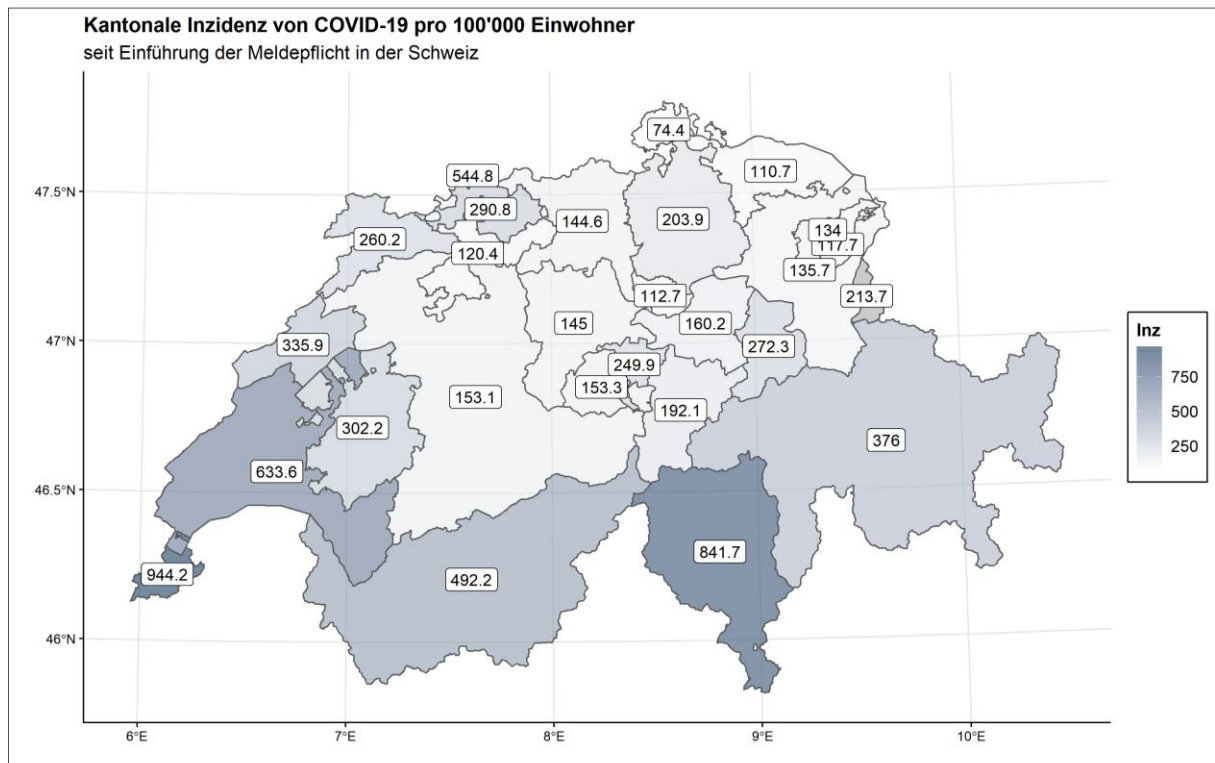 Kantonale Inzidenz von COVID-19 pro 100'000 Einwohner
seit Einführung der Meldepflicht in der Schweiz
74.4
110.7
544.8
290.8
144.6
203.9
134
117.7
260.2
120.4
135.7
112.7
213.7
145
160.2
335.9
272.3
249.9
153.3
153.1
192.1
302.2
376
633.6
841.7
944.2
492.2
47.5°N
47°N
46.5°N
46°N
6°E
7°E
8°E
9°E
10°E
Inz
750
500
250